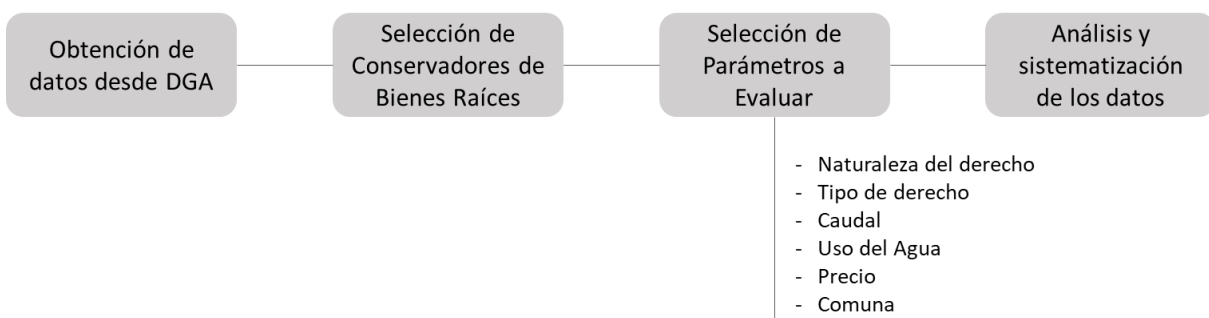 Obtención de
datos desde DGA
Selección de
Conservadores de
Bienes Raíces
Selección de
Parámetros a
Evaluar
Análisis y
sistematización
de los datos
- Naturaleza del derecho
- Tipo de derecho
- Caudal
- Uso del Agua
- Precio
- Comuna